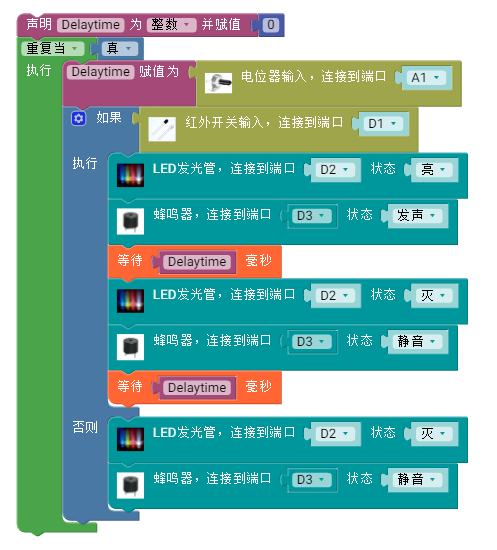 声明 Delaytime 为 整数 并赋值 0
重复当 真
执行 Delaytime 赋值为 电位器输入，连接到端口 A1
如果 红外开关输入，连接到端口 D1
执行 LED发光管，连接到端口 D2 状态 亮
蜂鸣器，连接到端口 D3 状态 发声
等待 Delaytime 毫秒
LED发光管，连接到端口 D2 状态 灭
蜂鸣器，连接到端口 D3 状态 静音
等待 Delaytime 毫秒
否则 LED发光管，连接到端口 D2 状态 灭
蜂鸣器，连接到端口 D3 状态 静音